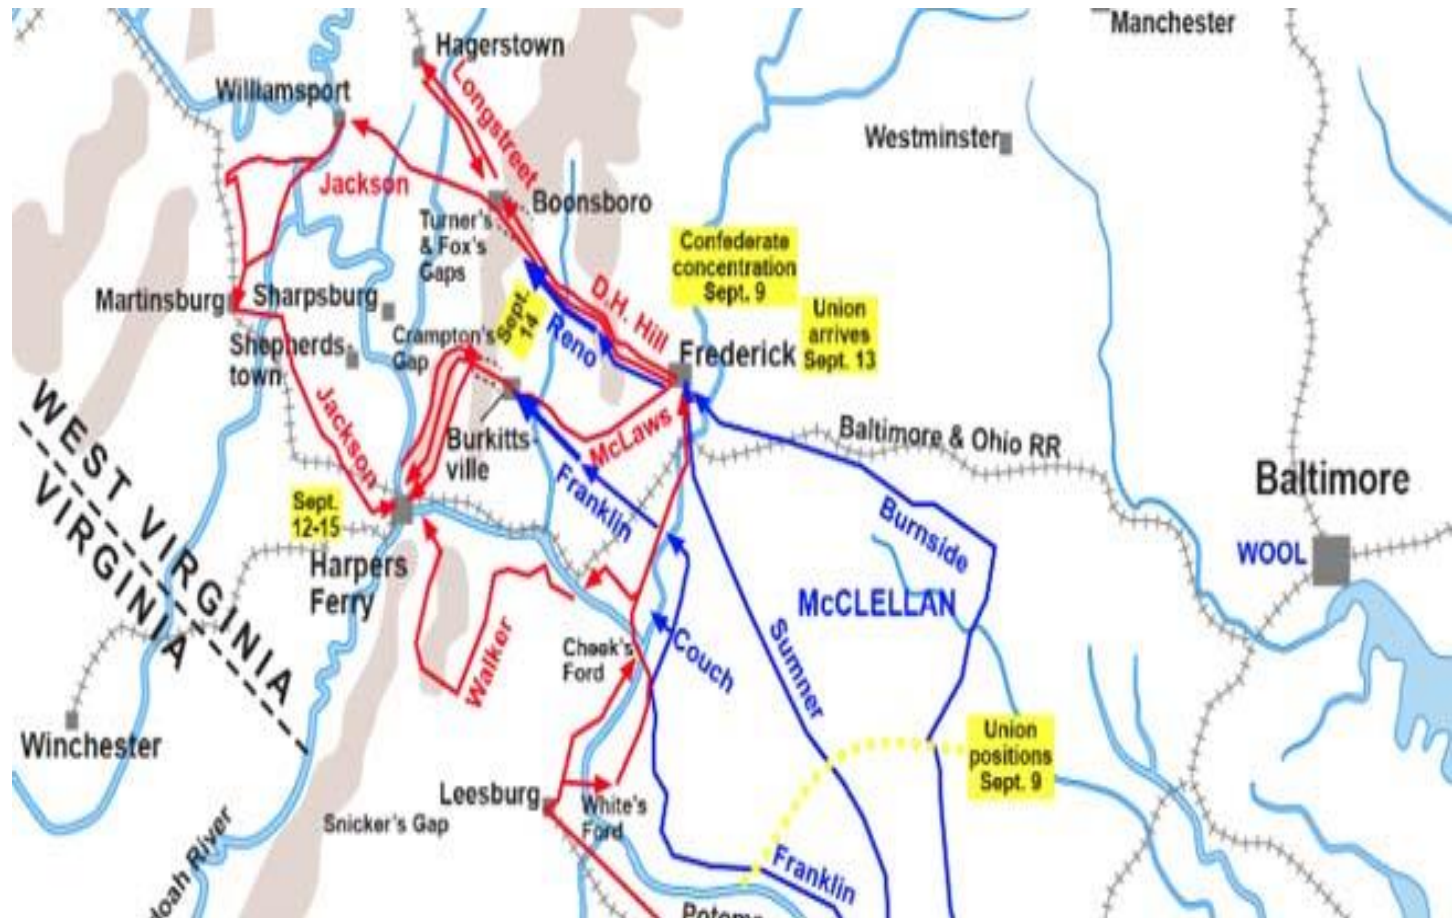 Manchester
Hagerstown
Longstreet
Williamsport
Westminster
Jackson
Boonsboro
Turner's
& Fox's
Gaps
Confederate
concentration
Sept. 9
Union
arrives
Sept. 13
D.H. Hill
Martinsburg
Sharpsburg
Sept.
14
Reno
Crampton's
Gap
Frederick
Shepherds-
town
Jackson
McLaws
Burkitts-
ville
Baltimore & Ohio RR
Baltimore
WEST VIRGINIA
VIRGINIA
Sept.
12-15
Franklin
Burnside
WOOL
Harpers
Ferry
McCLELLAN
Cheek's
Ford
Couch
Walker
Sumner
Winchester
Union
positions
Sept. 9
Leesburg
White's
Ford
Snicker's Gap
Franklin
doah River